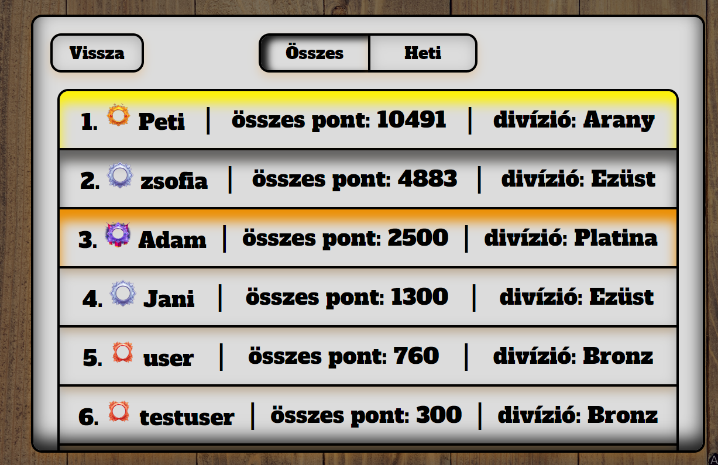 Vissza Összes Heti
1. Peti | összes pont: 10491 | divízió: Arany
2. zsofia | összes pont: 4883 | divízió: Ezüst
3. Adam | összes pont: 2500 | divízió: Platina
4. Jani | összes pont: 1300 | divízió: Ezüst
5. user | összes pont: 760 | divízió: Bronz
6. testuser | összes pont: 300 | divízió: Bronz